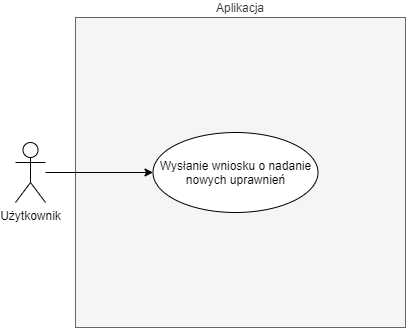 Aplikacja
Wysłanie wniosku o nadanie
nowych uprawnień
Użytkownik